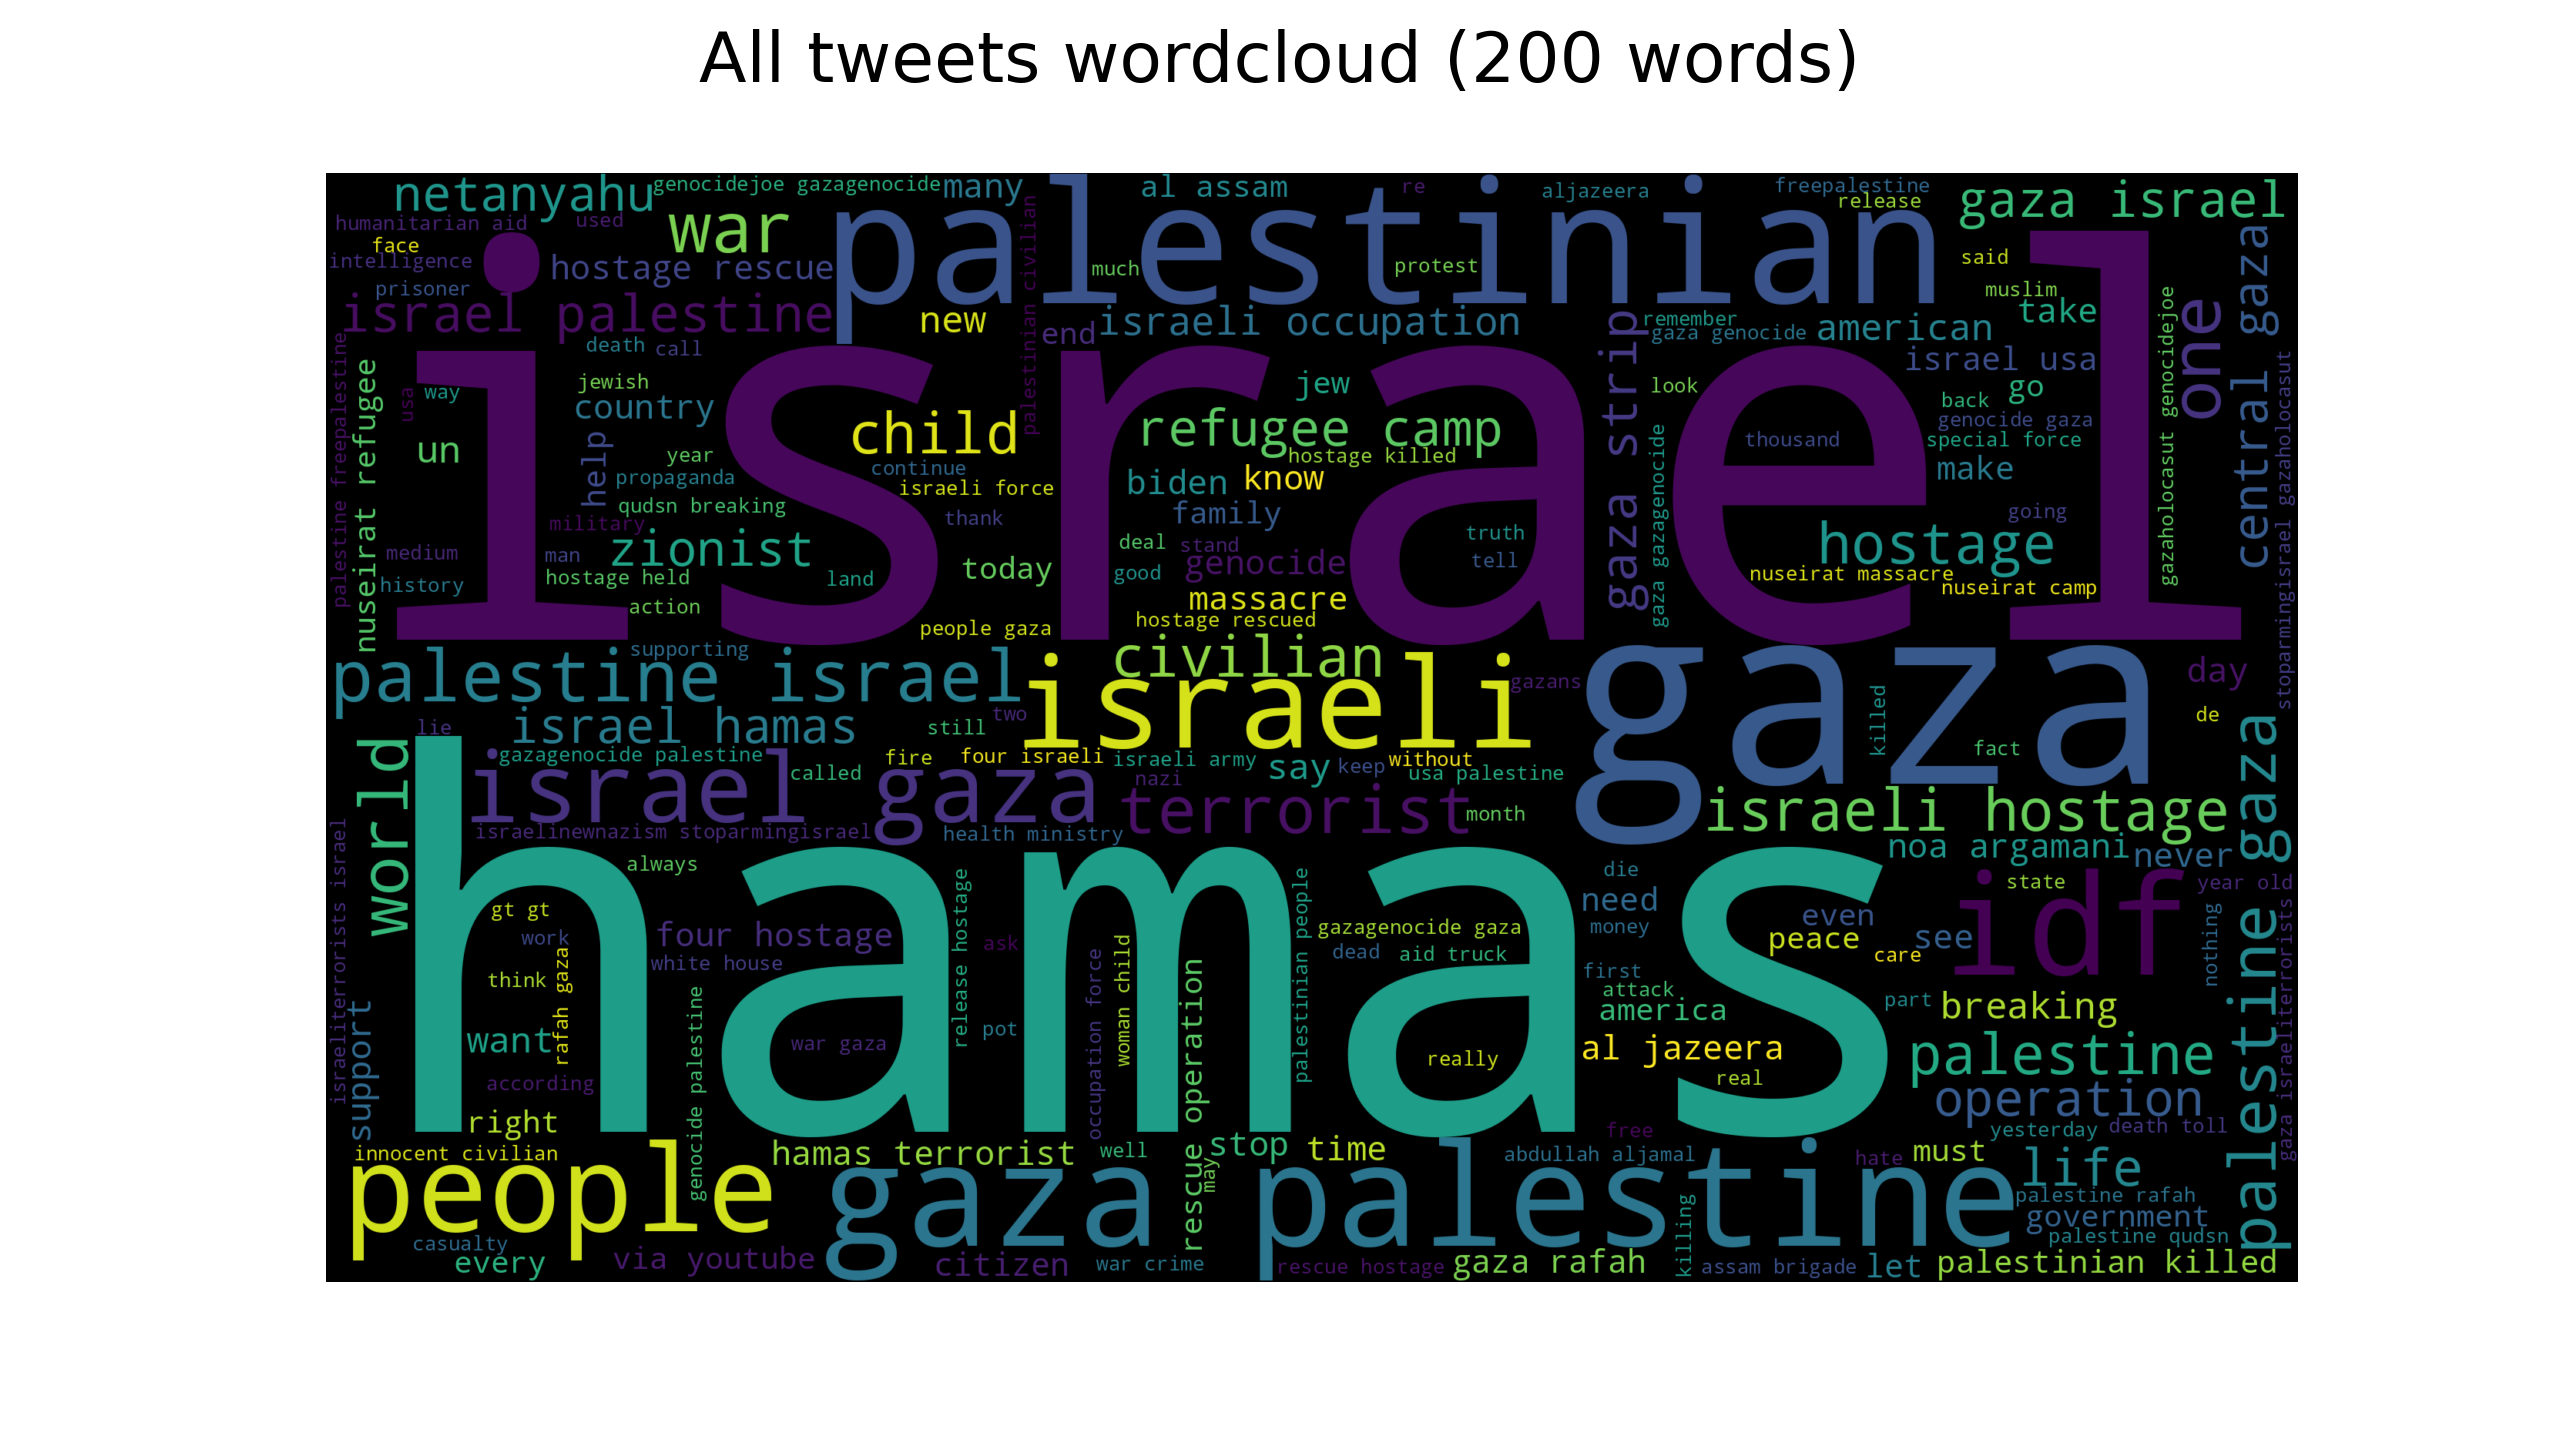 All tweets wordcloud (200 words)
netanyahu
genocidejoe gazagenocide
many
al assam
re
aljazeera
freepalestine
release
gaza israel
humanitarian aid
used
war
palestinian
face
intelligence
hostage rescue
much
protest
said
prisoner
muslim
israel palestine
new
end
israeli occupation
remember
gaza genocide
american
take
one
central gaza
palestinian civilian
death
call
israel usa
israel
jewish
country
jew
look
go
back
genocide gaza
way
usa
un
help
child
refugee camp
hostage killed
thousand
special force
make
year
propaganda
continue
israeli force
biden
know
gaza strip
gaza gazagenocide
gazaholocasut genocidejoe
stoparmingisrael gazaholocasut
palestine freepalestine
nuseirat refugee
qudsn breaking
military
thank
family
going
medium
man
zionist
deal
stand
truth
hostage
history
hostage held
land
today
good
genocide
tell
nuseirat massacre
nuseirat camp
action
massacre
people gaza
hostage rescued
supporting
civilian
palestine israel
israeli
gazans
gaza
day
killed
lie
israel hamas
still
two
de
world
gazagenocide palestine
fire
four israeli
israeli army
say
keep
without
fact
israel gaza
called
nazi
usa palestine
terrorist
month
israeli hostage
israelinewnazism stoparmingisrael
health ministry
noa argamani
never
palestine gaza
hamas
always
die
state
year old
idf
israeliterrorists israel
gt gt
need
even
four hostage
ask
gazagenocide gaza
money
peace
see
work
white house
dead
aid truck
care
nothing
think
rafah gaza
release hostage
palestinian people
first
attack
support
want
genocide palestine
war gaza
pot
occupation force
woman child
rescue operation
america
part
breaking
really
al jazeera
palestine
according
real
operation
gaza israeliterrorists
right
free
yesterday
death toll
innocent civilian
hamas terrorist
well
stop
time
abdullah aljamal
hate
must
life
people
gaza palestine
may
palestine rafah
government
killing
casualty
palestine qudsn
every
via youtube
citizen
war crime
rescue hostage
gaza rafah
assam brigade
let
palestinian killed